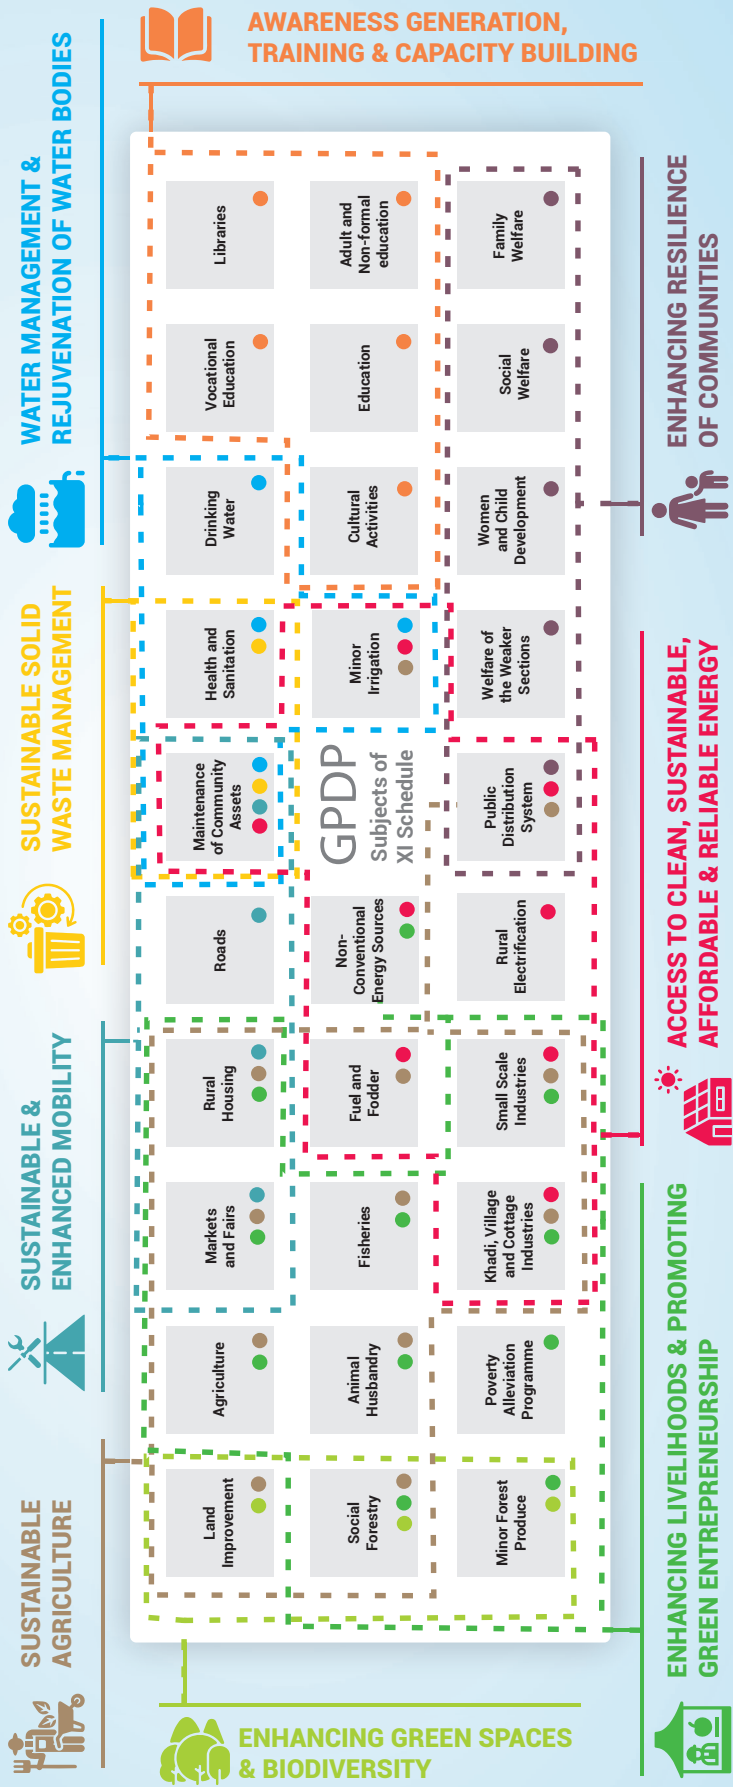 AWARENESS GENERATION,
TRAINING & CAPACITY BUILDING
SUSTAINABLE
AGRICULTURE
SUSTAINABLE &
ENHANCED MOBILITY
SUSTAINABLE SOLID
WASTE MANAGEMENT
WATER MANAGEMENT &
REJUVENATION OF WATER BODIES
Land
Improvement
Agriculture
Markets
and Fairs
Rural
Housing
Roads
Maintenance
of Community
Assets
Health and
Sanitation
Drinking
Water
Vocational
Education
Libraries
Social
Forestry
Animal
Husbandry
Fisheries
Fuel and
Fodder
Non-
Conventional
Energy Sources
GPDP
Subjects of
XI Schedule
Minor
Irrigation
Cultural
Activities
Education
Adult and
Non-formal
education
Minor Forest
Produce
Poverty
Alleviation
Programme
Khadi, Village
and Cottage
Industries
Small Scale
Industries
Rural
Electrification
Public
Distribution
System
Welfare of
the Weaker
Sections
Women
and Child
Development
Social
Welfare
Family
Welfare
ENHANCING LIVELIHOODS & PROMOTING
GREEN ENTREPRENEURSHIP
ACCESS TO CLEAN, SUSTAINABLE,
AFFORDABLE & RELIABLE ENERGY
ENHANCING RESILIENCE
OF COMMUNITIES
ENHANCING GREEN SPACES
& BIODIVERSITY